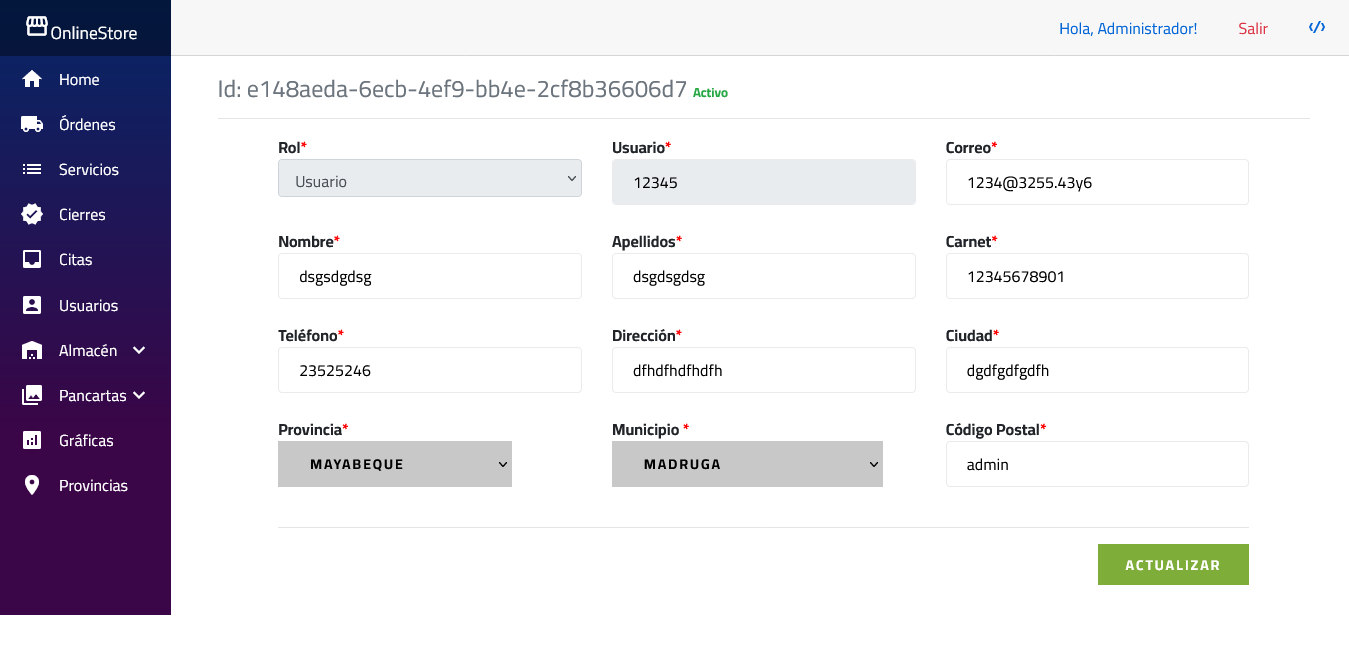 OnlineStore
Hola, Administrador!
Salir
</>
Home
Órdenes
Servicios
Cierres
Citas
Usuarios
Almacén
Pancartas
Gráficas
Provincias
Id: e148aeda-6ecb-4ef9-bb4e-2cf8b36606d7 Activo
Rol* Usuario* Correo*
Usuario 12345 1234@3255.43y6
Nombre* Apellidos* Carnet*
dsgsdgdsg dsgdsgdsg 12345678901
Teléfono* Dirección* Ciudad*
23525246 dfhdfhdfhdfh dgdfgdfgdfh
Provincia* Municipio * Código Postal*
MAYABEQUE MADRUGA admin
ACTUALIZAR